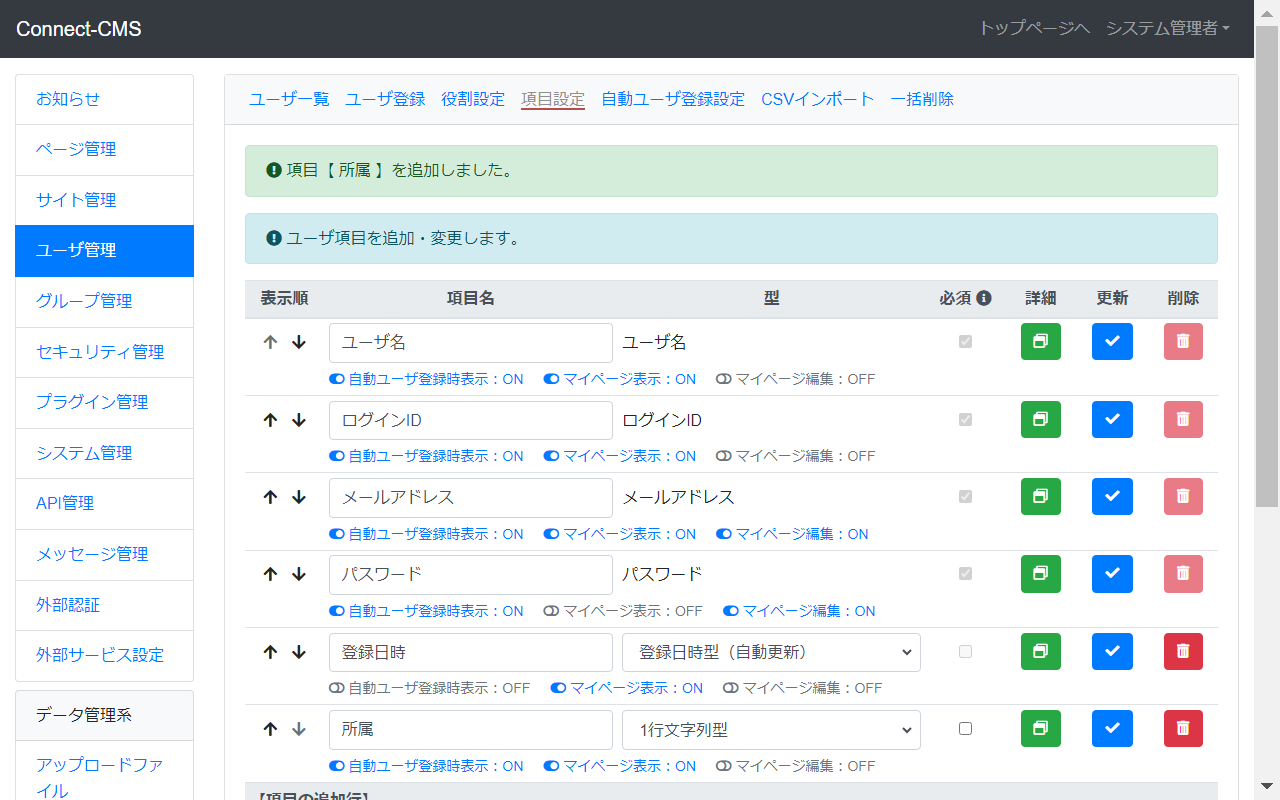 Connect-CMS
トップページへ システム管理者
お知らせ
ページ管理
サイト管理
ユーザ管理
グループ管理
セキュリティ管理
プラグイン管理
システム管理
API管理
メッセージ管理
外部認証
外部サービス設定
データ管理系
アップロードファ
イル
ユーザ一覧 ユーザ登録 役割設定 項目設定 自動ユーザ登録設定 CSVインポート 一括削除
項目【 所属 】を追加しました。
ユーザ項目を追加・変更します。
表示順 項目名 型 必須 詳細 更新 削除
ユーザ名 ユーザ名
自動ユーザ登録時表示：ON マイページ表示：ON マイページ編集：OFF
ログインID ログインID
自動ユーザ登録時表示：ON マイページ表示：ON マイページ編集：OFF
メールアドレス メールアドレス
自動ユーザ登録時表示：ON マイページ表示：ON マイページ編集：ON
パスワード パスワード
自動ユーザ登録時表示：ON マイページ表示：OFF マイページ編集：ON
登録日時 登録日時型（自動更新）
自動ユーザ登録時表示：OFF マイページ表示：ON マイページ編集：OFF
所属 1行文字列型
自動ユーザ登録時表示：ON マイページ表示：ON マイページ編集：OFF
【項目の追加行】